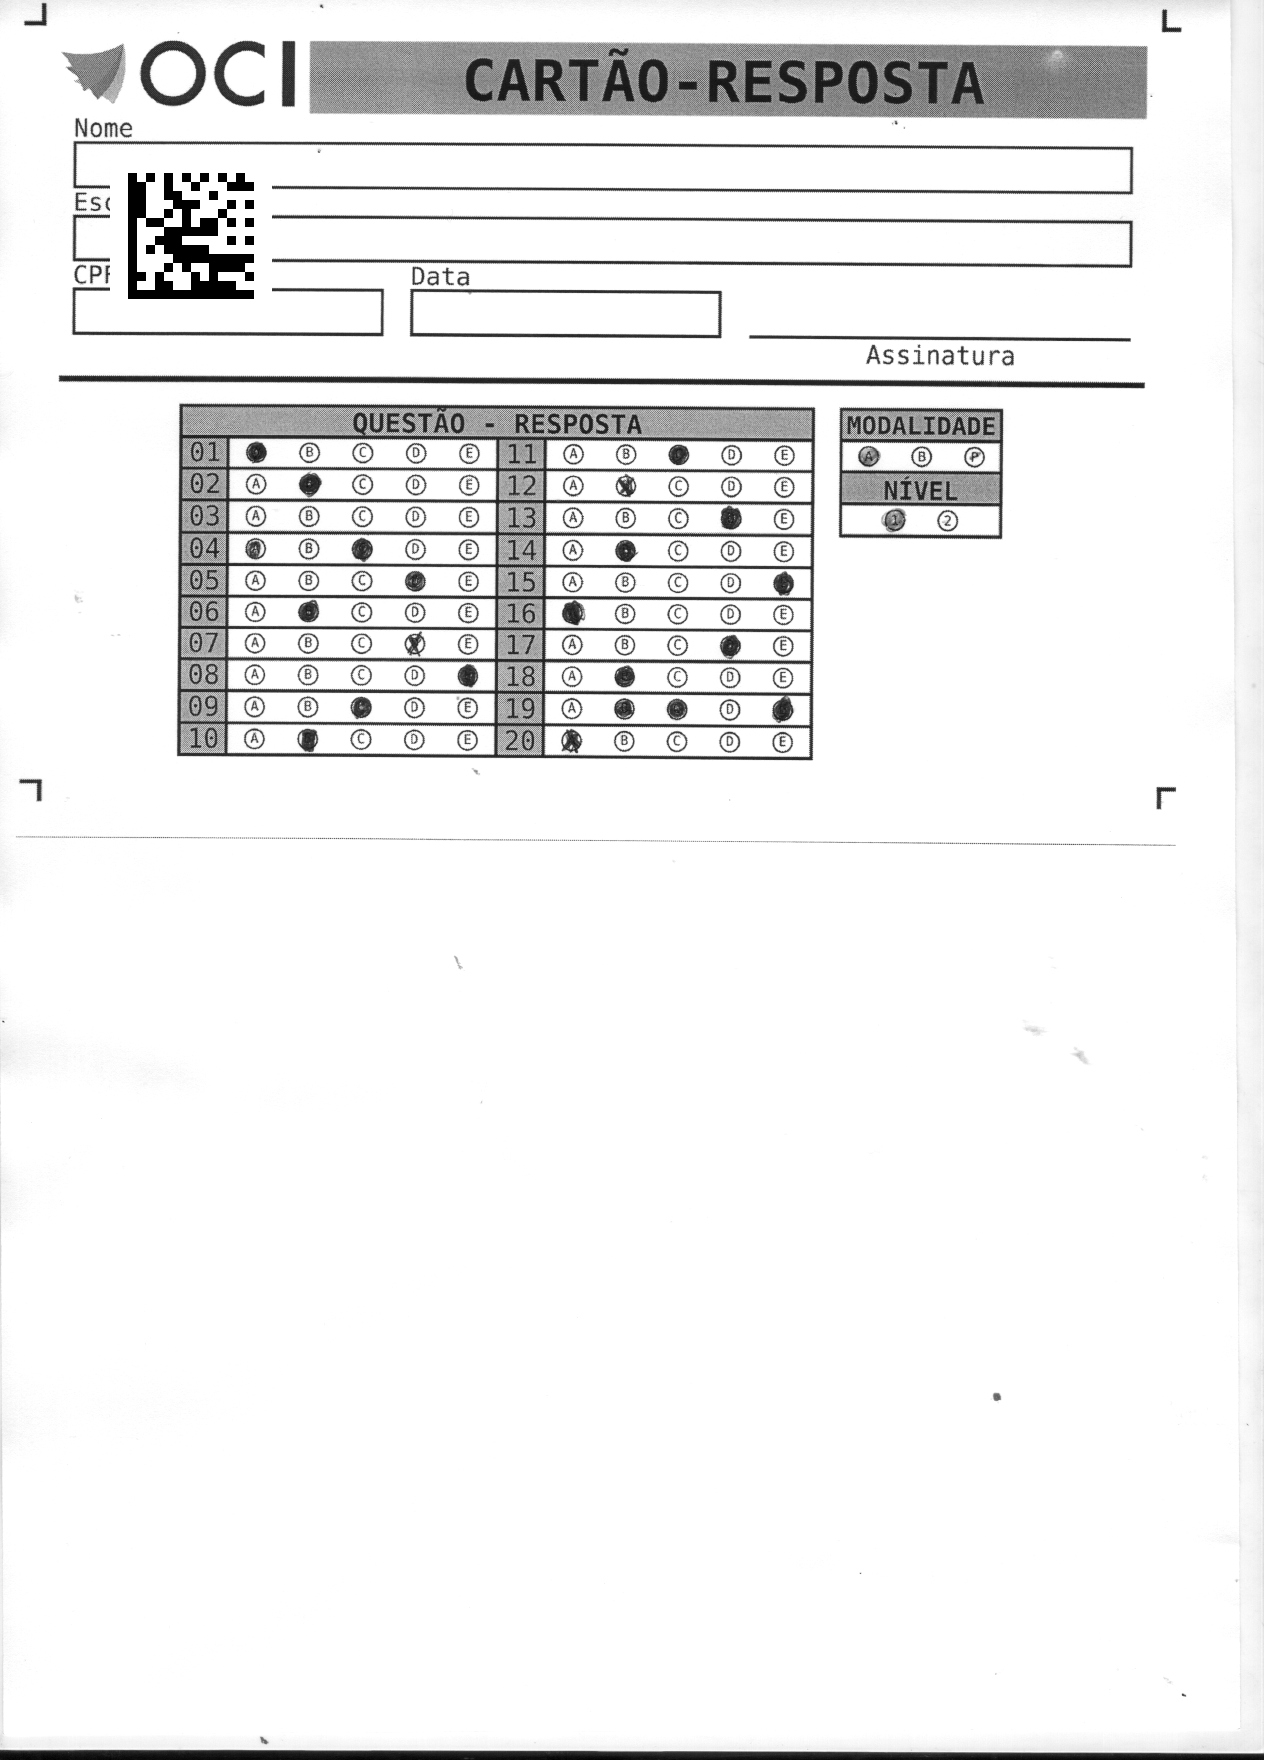 OCI CARTÃO-RESPOSTA
Nome
Esc
CPF
Data
Assinatura
QUESTÃO - RESPOSTA
MODALIDADE
01 B C D E 11 A B D E
A B P
02 A C D E 12 A C D E
NÍVEL
03 A B C D E 13 A B C E
1 2
04 A B D E 14 A C D E
05 A B C E 15 A B C D
06 A C D E 16 B C D E
07 A B C E 17 A B C E
08 A B C D 18 A C D E
09 A B D E 19 A D
10 A C D E 20 B C D E